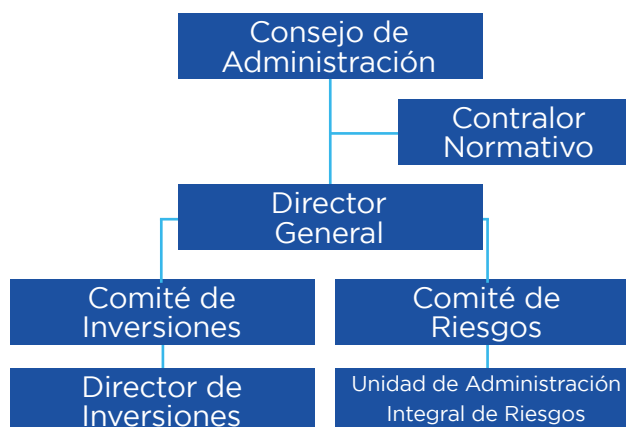 Consejo de
Administración
Contralor
Normativo
Director
General
Comité de
Inversiones
Comité de
Riesgos
Director de
Inversiones
Unidad de Administración
Integral de Riesgos